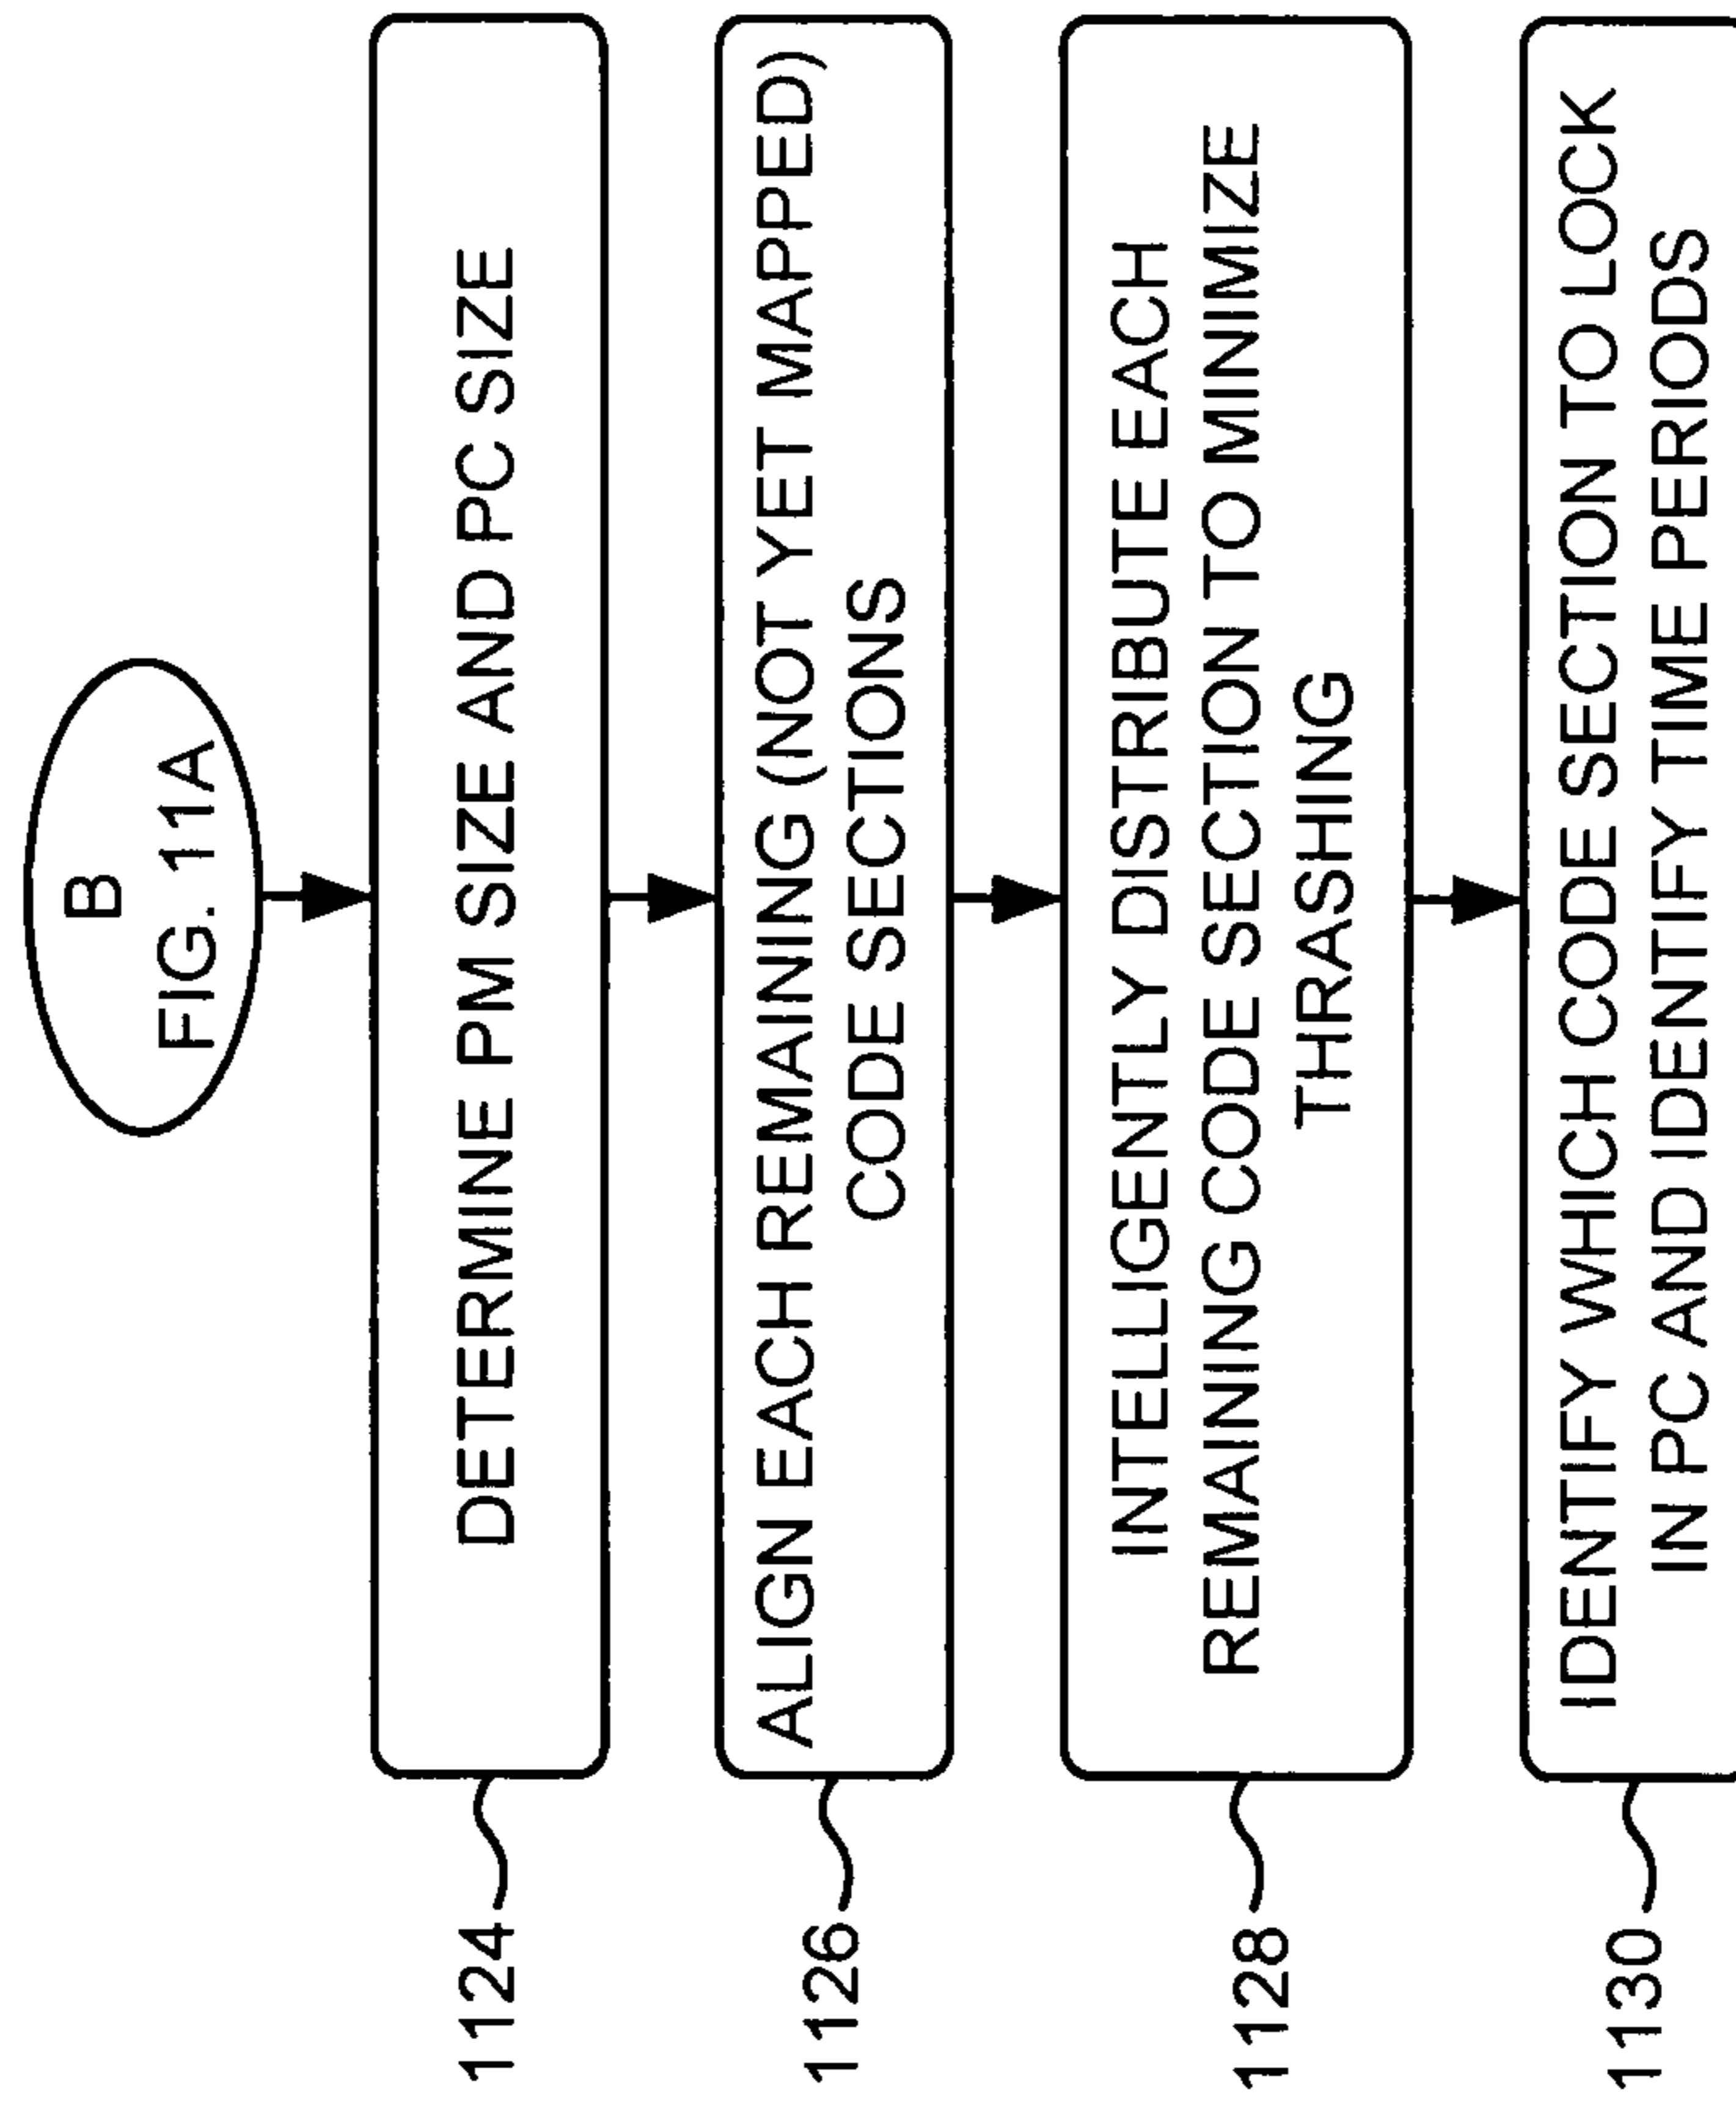 B
FIG. 11A
1124
DETERMINE PM SIZE AND PC SIZE
1126
ALIGN EACH REMAINING (NOT YET MAPPED)
CODE SECTIONS
1128
INTELLIGENTLY DISTRIBUTE EACH
REMAINING CODE SECTION TO MINIMIZE
THRASHING
1130
IDENTIFY WHICH CODE SECTION TO LOCK
IN PC AND IDENTIFY TIME PERIODS